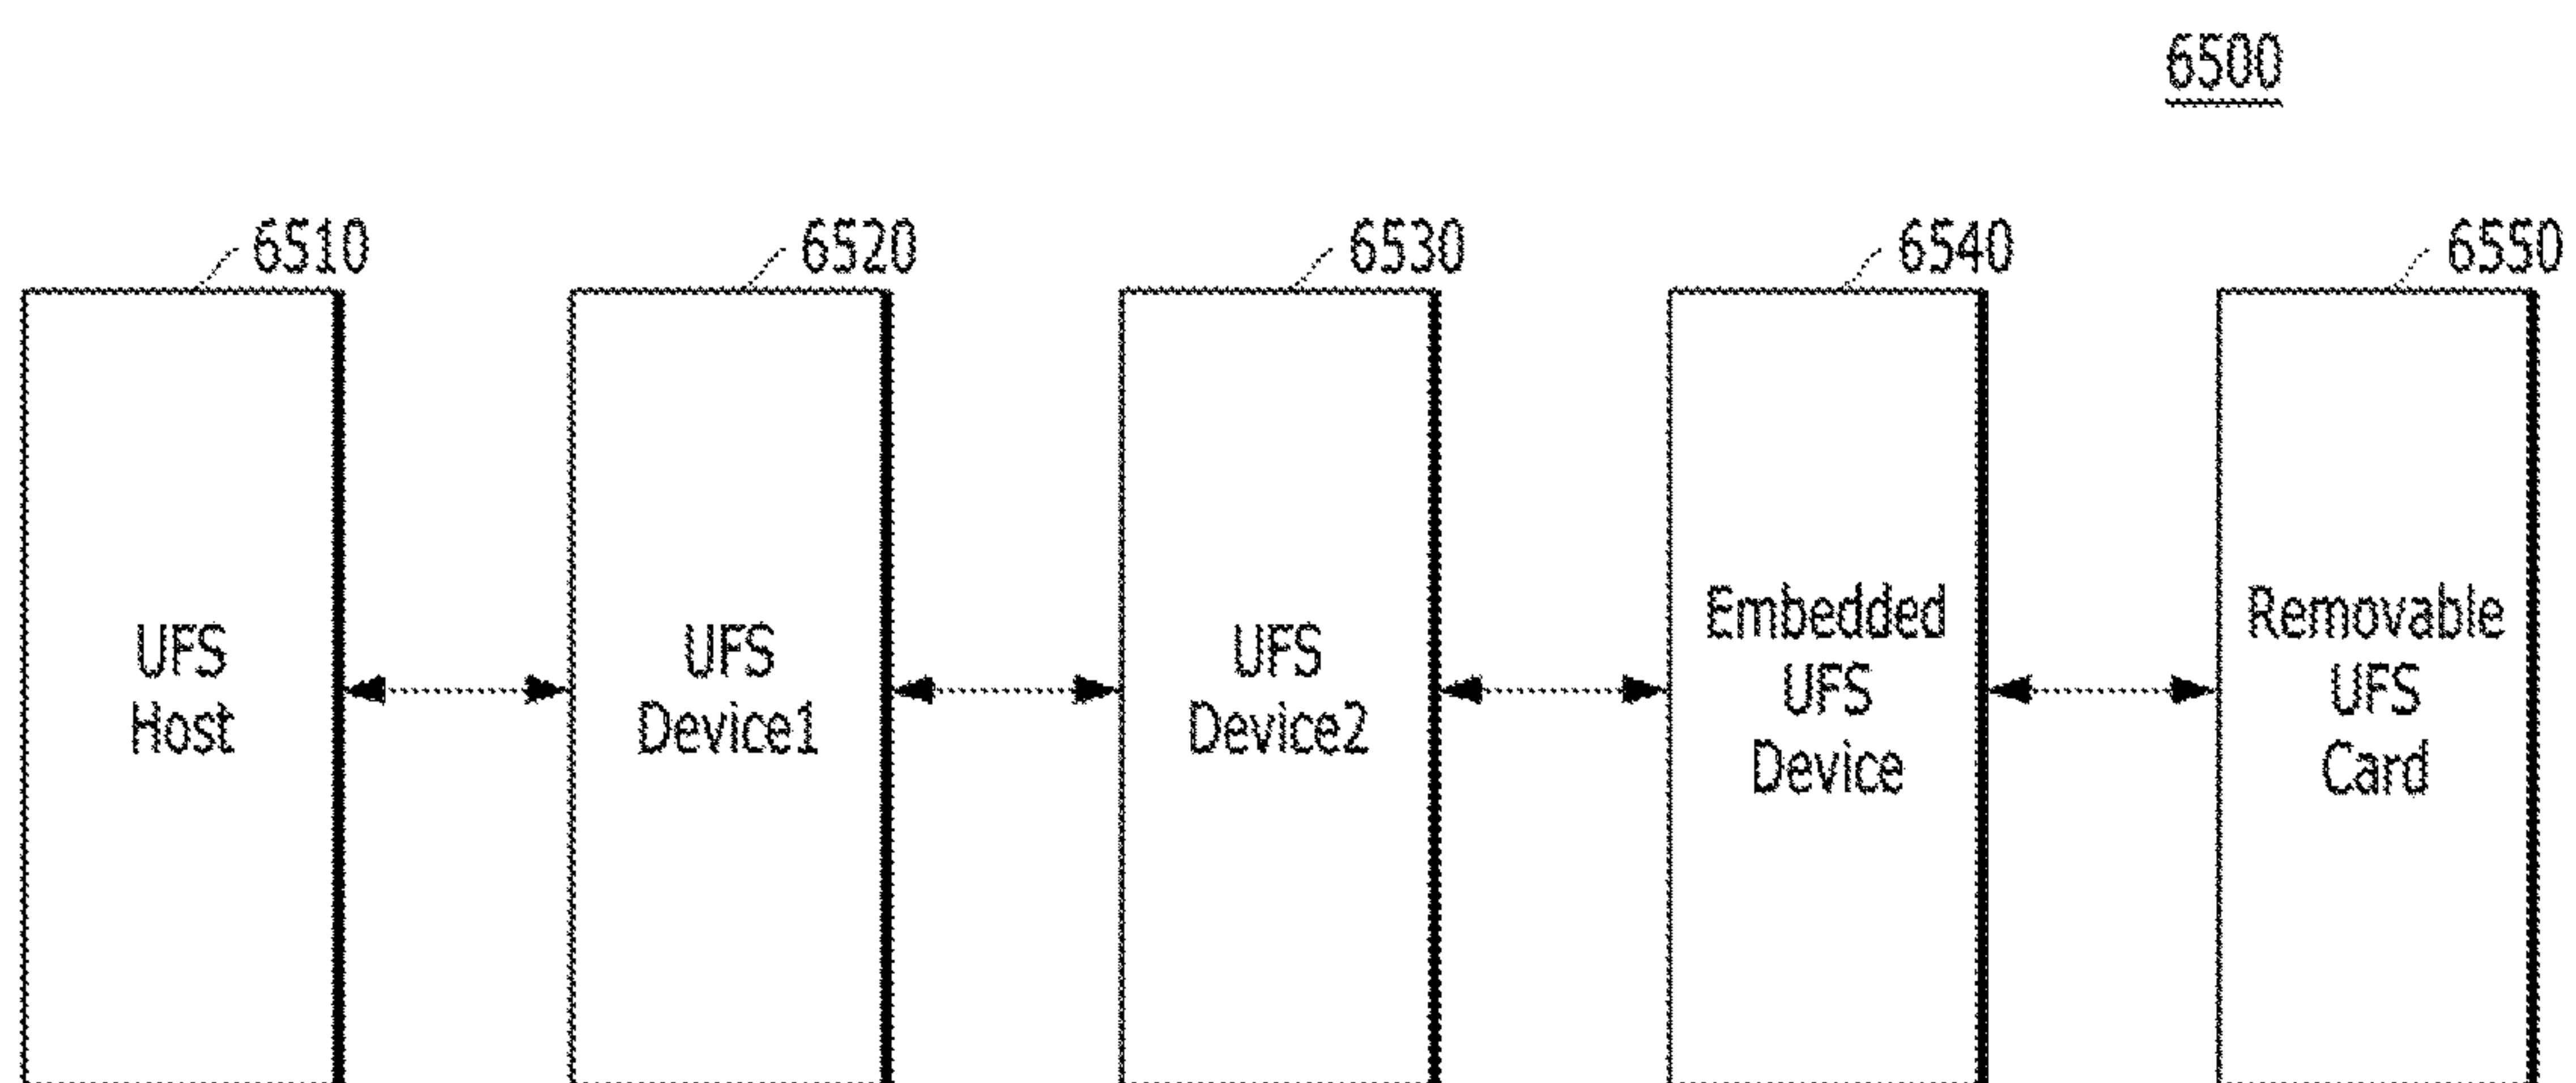 6500
6510
6520
6530
6540
6550
UFS
Host
UFS
Device1
UFS
Device2
Embedded
UFS
Device
Removable
UFS
Card